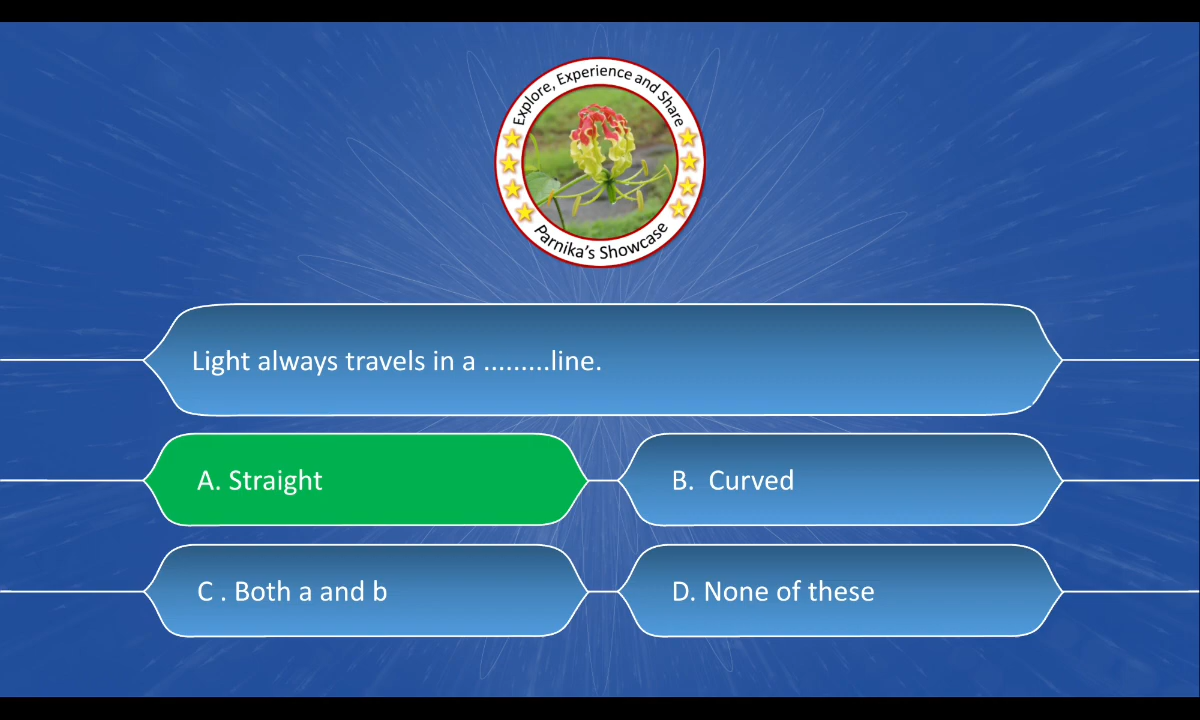 Explore, Experience and Share
Parnika's Showcase
Light always travels in a .........line.
A. Straight
B. Curved
C . Both a and b
D. None of these